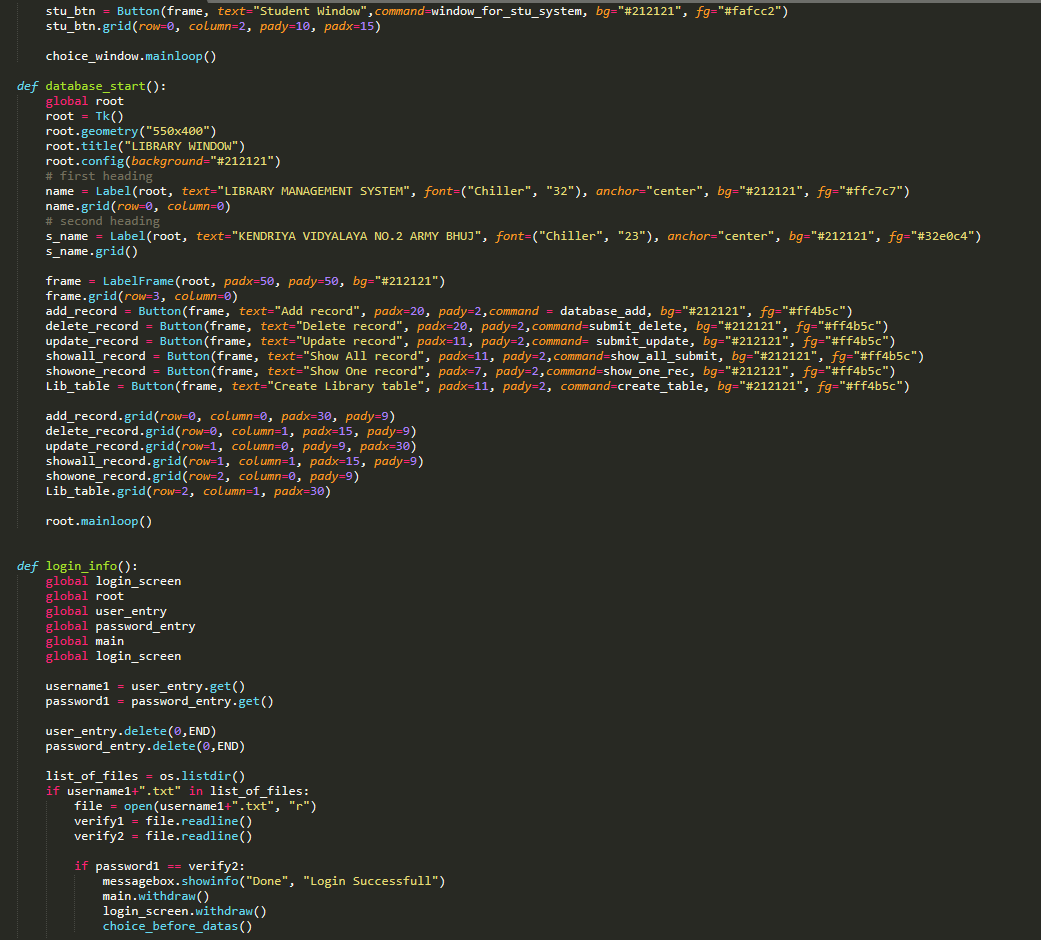 stu_btn = Button(frame, text="Student Window",command=window_for_stu_system, bg="#212121", fg="#fafcc2")
stu_btn.grid(row=0, column=2, pady=10, padx=15)
choice_window.mainloop()
def database_start():
global root
root = Tk()
root.geometry("550x400")
root.title("LIBRARY WINDOW")
root.config(background="#212121")
# first heading
name = Label(root, text="LIBRARY MANAGEMENT SYSTEM", font=("Chiller", "32"), anchor="center", bg="#212121", fg="#ffc7c7")
name.grid(row=0, column=0)
# second heading
s_name = Label(root, text="KENDRIYA VIDYALAYA NO.2 ARMY BHUJ", font=("Chiller", "23"), anchor="center", bg="#212121", fg="#32e0c4")
s_name.grid()
frame = LabelFrame(root, padx=50, pady=50, bg="#212121")
frame.grid(row=3, column=0)
add_record = Button(frame, text="Add record", padx=20, pady=2,command = database_add, bg="#212121", fg="#ff4b5c")
delete_record = Button(frame, text="Delete record", padx=20, pady=2,command=submit_delete, bg="#212121", fg="#ff4b5c")
update_record = Button(frame, text="Update record", padx=11, pady=2,command= submit_update, bg="#212121", fg="#ff4b5c")
showall_record = Button(frame, text="Show All record", padx=11, pady=2,command=show_all_submit, bg="#212121", fg="#ff4b5c")
showone_record = Button(frame, text="Show One record", padx=7, pady=2,command=show_one_rec, bg="#212121", fg="#ff4b5c")
Lib_table = Button(frame, text="Create Library table", padx=11, pady=2, command=create_table, bg="#212121", fg="#ff4b5c")
add_record.grid(row=0, column=0, padx=30, pady=9)
delete_record.grid(row=0, column=1, padx=15, pady=9)
update_record.grid(row=1, column=0, pady=9, padx=30)
showall_record.grid(row=1, column=1, padx=15, pady=9)
showone_record.grid(row=2, column=0, pady=9)
Lib_table.grid(row=2, column=1, padx=30)
root.mainloop()
def login_info():
global login_screen
global root
global user_entry
global password_entry
global main
global login_screen
username1 = user_entry.get()
password1 = password_entry.get()
user_entry.delete(0,END)
password_entry.delete(0,END)
list_of_files = os.listdir()
if username1+".txt" in list_of_files:
file = open(username1+".txt", "r")
verify1 = file.readline()
verify2 = file.readline()
if password1 == verify2:
messagebox.showinfo("Done", "Login Successfull")
main.withdraw()
login_screen.withdraw()
choice_before_datas()